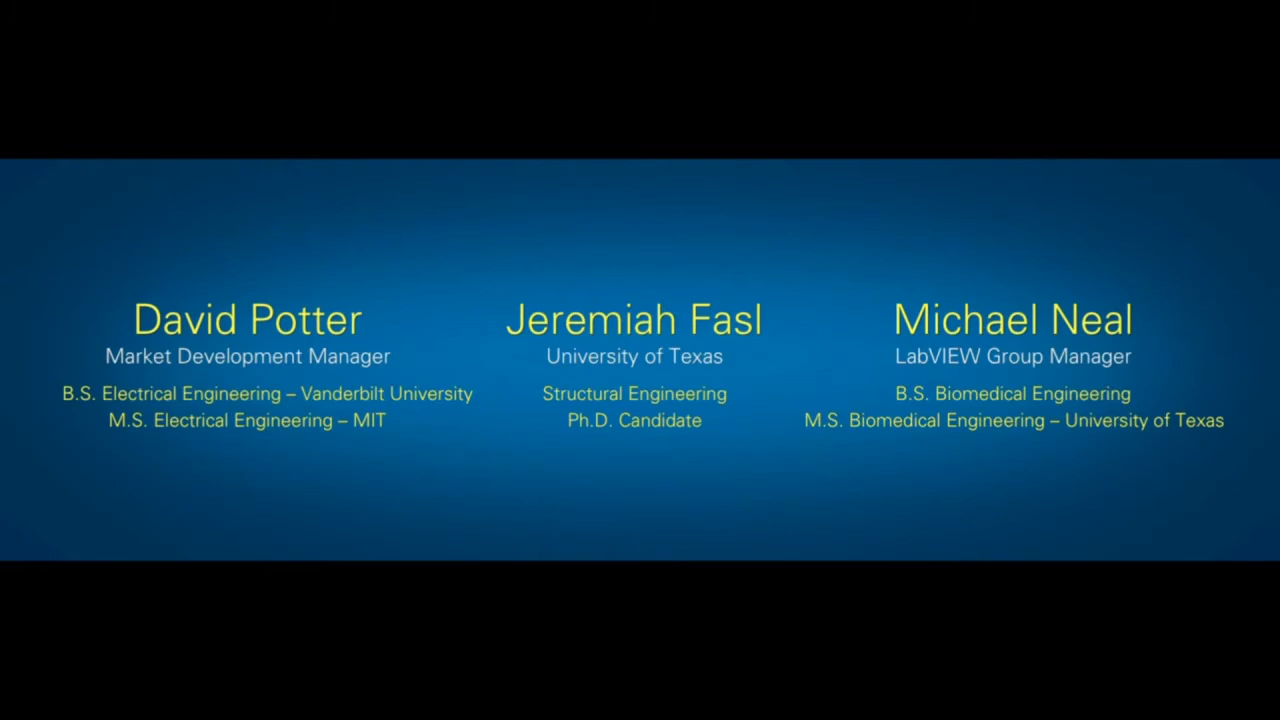 David Potter
Market Development Manager
B.S. Electrical Engineering – Vanderbilt University
M.S. Electrical Engineering – MIT
Jeremiah Fasl
University of Texas
Structural Engineering
Ph.D. Candidate
Michael Neal
LabVIEW Group Manager
B.S. Biomedical Engineering
M.S. Biomedical Engineering – University of Texas